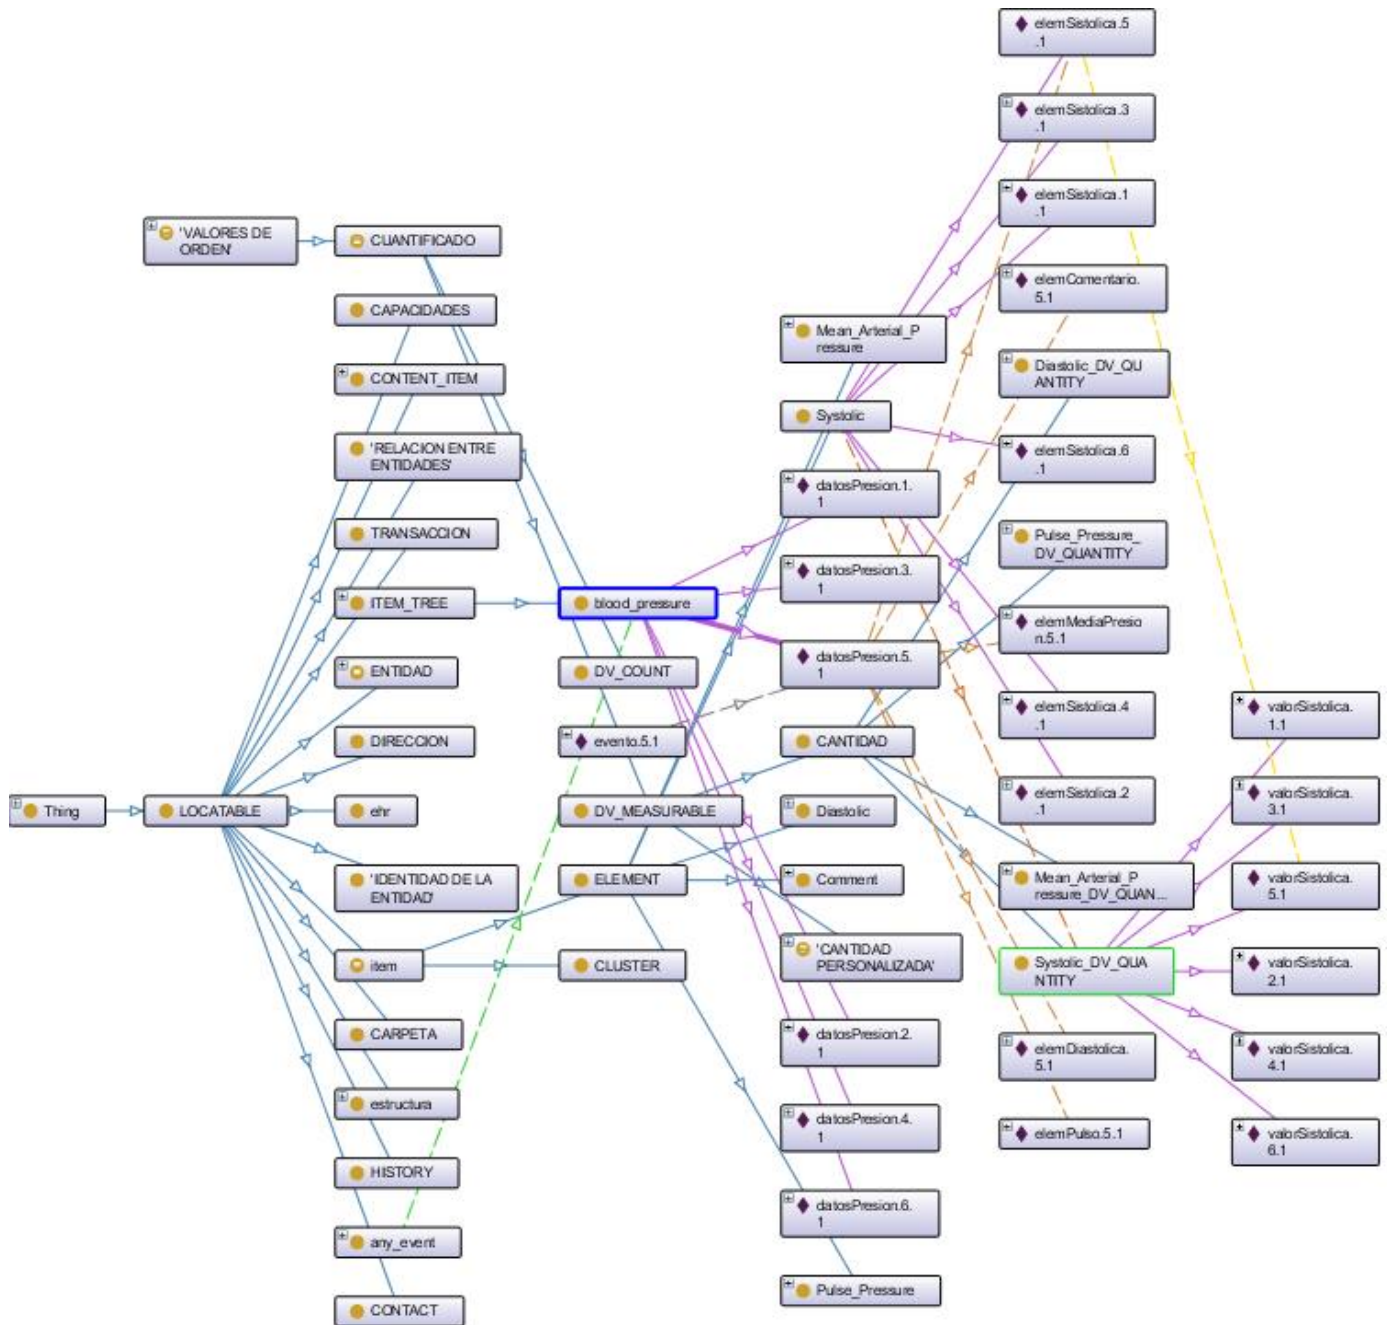 'VALORES DE
ORDEN'
CUANTIFICADO
CAPACIDADES
CONTENT_ITEM
'RELACION ENTRE
ENTIDADES'
TRANSACCION
ITEM_TREE
ENTIDAD
DIRECCION
Thing
LOCATABLE
ehr
'IDENTIDAD DE LA
ENTIDAD'
item
CARPETA
estructura
HISTORY
any_event
CONTACT
blood_pressure
DV_COUNT
evento.5.1
DV_MEASURABLE
ELEMENT
CLUSTER
Mean_Arterial_P
ressure
Systolic
datosPresion.1.
1
datosPresion.3.
1
datosPresion.5.
1
CANTIDAD
Diastolic
Comment
'CANTIDAD
PERSONALIZADA'
datosPresion.2.
1
datosPresion.4.
1
datosPresion.6.
1
Pulse_Pressure
elemSistolica.5
.1
elemSistolica.3
.1
elemSistolica.1
.1
elemComentario.
5.1
Diastolic_DV_QU
ANTITY
elemSistolica.6
.1
Pulse_Pressure_
DV_QUANTITY
elemMediaPresio
n.5.1
elemSistolica.4
.1
elemSistolica.2
.1
Mean_Arterial_P
ressure_DV_QUAN...
Systolic_DV_QUA
NTITY
elemDiastolica.
5.1
elemPulso.5.1
valorSistolica.
1.1
valorSistolica.
3.1
valorSistolica.
5.1
valorSistolica.
2.1
valorSistolica.
4.1
valorSistolica.
6.1